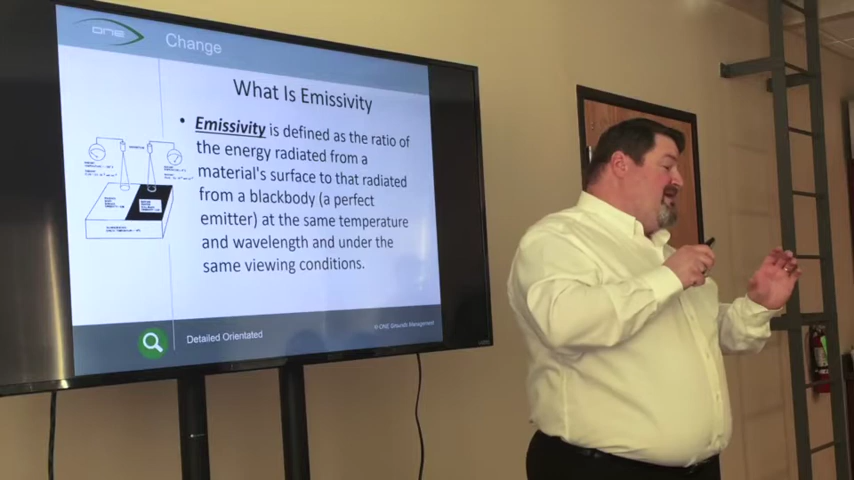 one
Change
What Is Emissivity
• Emissivity is defined as the ratio of
the energy radiated from a
material's surface to that radiated
from a blackbody (a perfect
emitter) at the same temperature
and wavelength and under the
same viewing conditions.
Detailed Orientated
© ONE Grounds Management